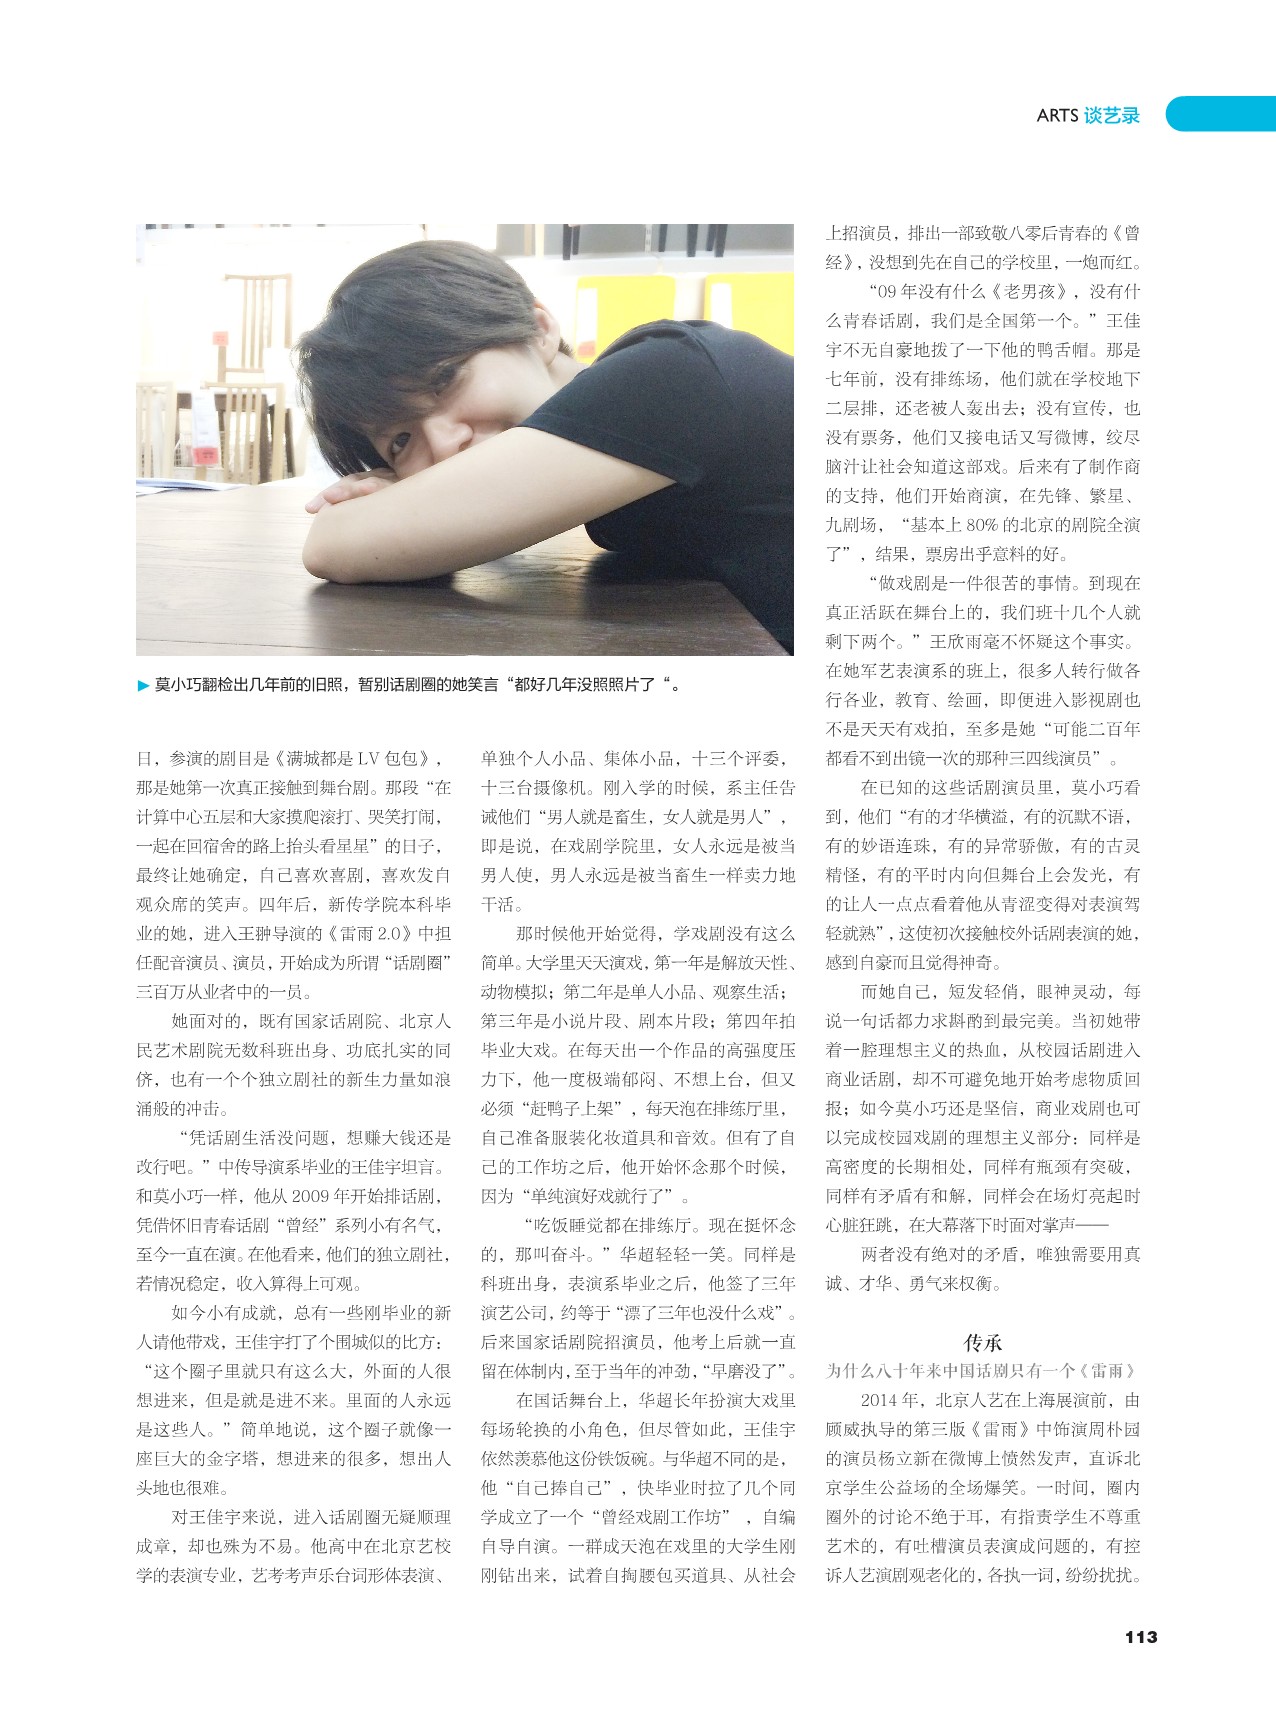 ARTS 谈艺录
▶ 莫小巧翻检出几年前的旧照，暂别话剧圈的她笑言“都好几年没照照片了“。
日，参演的剧目是《满城都是 LV 包包》，
那是她第一次真正接触到舞台剧。那段“在
计算中心五层和大家摸爬滚打、哭笑打闹，
一起在回宿舍的路上抬头看星星”的日子，
最终让她确定，自己喜欢喜剧，喜欢发自
观众席的笑声。四年后，新传学院本科毕
业的她，进入王翀导演的《雷雨 2.0》中担
任配音演员、演员，开始成为所谓“话剧圈”
三百万从业者中的一员。
她面对的，既有国家话剧院、北京人
民艺术剧院无数科班出身、功底扎实的同
侪，也有一个个独立剧社的新生力量如浪
涌般的冲击。
“凭话剧生活没问题，想赚大钱还是
改行吧。”中传导演系毕业的王佳宇坦言。
和莫小巧一样，他从 2009 年开始排话剧，
凭借怀旧青春话剧“曾经”系列小有名气，
至今一直在演。在他看来，他们的独立剧社，
若情况稳定，收入算得上可观。
如今小有成就，总有一些刚毕业的新
人请他带戏，王佳宇打了个围城似的比方：
“这个圈子里就只有这么大，外面的人很
想进来，但是就是进不来。里面的人永远
是这些人。”简单地说，这个圈子就像一
座巨大的金字塔，想进来的很多，想出人
头地也很难。
对王佳宇来说，进入话剧圈无疑顺理
成章，却也殊为不易。他高中在北京艺校
学的表演专业，艺考考声乐台词形体表演、
单独个人小品、集体小品，十三个评委，
十三台摄像机。刚入学的时候，系主任告
诫他们“男人就是畜生，女人就是男人”，
即是说，在戏剧学院里，女人永远是被当
男人使，男人永远是被当畜生一样卖力地
干活。
那时候他开始觉得，学戏剧没有这么
简单。大学里天天演戏，第一年是解放天性、
动物模拟；第二年是单人小品、观察生活；
第三年是小说片段、剧本片段；第四年拍
毕业大戏。在每天出一个作品的高强度压
力下，他一度极端郁闷、不想上台，但又
必须“赶鸭子上架”，每天泡在排练厅里，
自己准备服装化妆道具和音效。但有了自
己的工作坊之后，他开始怀念那个时候，
因为“单纯演好戏就行了”。
“吃饭睡觉都在排练厅。现在挺怀念
的，那叫奋斗。”华超轻轻一笑。同样是
科班出身，表演系毕业之后，他签了三年
演艺公司，约等于“漂了三年也没什么戏”。
后来国家话剧院招演员，他考上后就一直
留在体制内，至于当年的冲劲，“早磨没了”。
在国话舞台上，华超长年扮演大戏里
每场轮换的小角色，但尽管如此，王佳宇
依然羡慕他这份铁饭碗。与华超不同的是，
他“自己捧自己”，快毕业时拉了几个同
学成立了一个“曾经戏剧工作坊” ，自编
自导自演。一群成天泡在戏里的大学生刚
刚钻出来，试着自掏腰包买道具、从社会
上招演员，排出一部致敬八零后青春的《曾
经》，没想到先在自己的学校里，一炮而红。
“09 年没有什么《老男孩》，没有什
么青春话剧，我们是全国第一个。”王佳
宇不无自豪地拨了一下他的鸭舌帽。那是
七年前，没有排练场，他们就在学校地下
二层排，还老被人轰出去；没有宣传，也
没有票务，他们又接电话又写微博，绞尽
脑汁让社会知道这部戏。后来有了制作商
的支持，他们开始商演，在先锋、繁星、
九剧场，“基本上 80% 的北京的剧院全演
了”，结果，票房出乎意料的好。
“做戏剧是一件很苦的事情。到现在
真正活跃在舞台上的，我们班十几个人就
剩下两个。”王欣雨毫不怀疑这个事实。
在她军艺表演系的班上，很多人转行做各
行各业，教育、绘画，即便进入影视剧也
不是天天有戏拍，至多是她“可能二百年
都看不到出镜一次的那种三四线演员”。
在已知的这些话剧演员里，莫小巧看
到，他们“有的才华横溢，有的沉默不语，
有的妙语连珠，有的异常骄傲，有的古灵
精怪，有的平时内向但舞台上会发光，有
的让人一点点看着他从青涩变得对表演驾
轻就熟”，这使初次接触校外话剧表演的她，
感到自豪而且觉得神奇。
而她自己，短发轻俏，眼神灵动，每
说一句话都力求斟酌到最完美。当初她带
着一腔理想主义的热血，从校园话剧进入
商业话剧，却不可避免地开始考虑物质回
报；如今莫小巧还是坚信，商业戏剧也可
以完成校园戏剧的理想主义部分：同样是
高密度的长期相处，同样有瓶颈有突破，
同样有矛盾有和解，同样会在场灯亮起时
心脏狂跳，在大幕落下时面对掌声——
两者没有绝对的矛盾，唯独需要用真
诚、才华、勇气来权衡。
传承
为什么八十年来中国话剧只有一个《雷雨》
2014 年，北京人艺在上海展演前，由
顾威执导的第三版《雷雨》中饰演周朴园
的演员杨立新在微博上愤然发声，直诉北
京学生公益场的全场爆笑。一时间，圈内
圈外的讨论不绝于耳，有指责学生不尊重
艺术的，有吐槽演员表演成问题的，有控
诉人艺演剧观老化的，各执一词，纷纷扰扰。
113